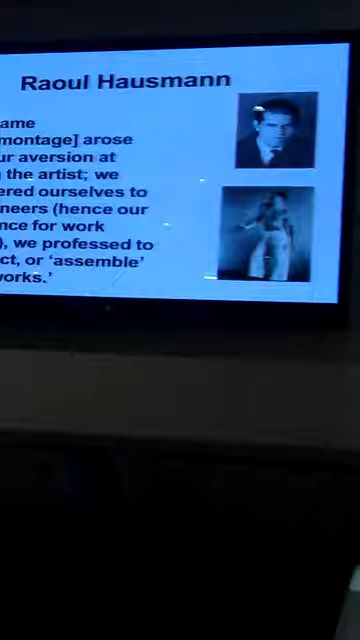 Raoul Hausmann
ame
montage] arose
ur aversion at
the artist; we
ered ourselves to
neers (hence our
nce for work
), we professed to
ct, or ‘assemble’
works.’